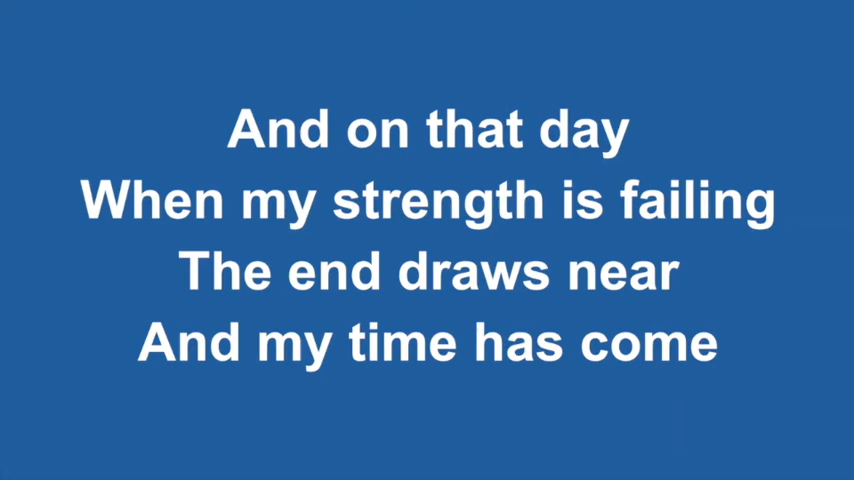 And on that day
When my strength is failing
The end draws near
And my time has come